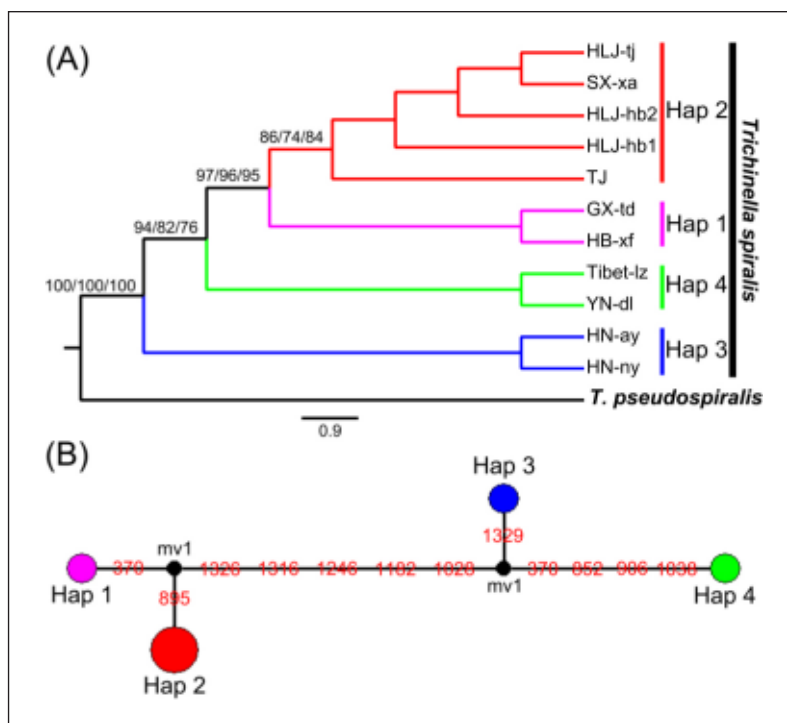 (A)
HLJ-tj
SX-xa
HLJ-hb2
HLJ-hb1
TJ
Hap 2
86/74/84
97/96/95
GX-td
HB-xf
Hap 1
94/82/76
Tibet-lz
YN-dl
Hap 4
100/100/100
HN-ay
HN-ny
Hap 3
Trichinella spiralis
T. pseudospiralis
0.9
(B)
Hap 3
1329
mv1
370 1326 1316 1246 1182 1028 370 852 906 1038
mv1
Hap 1
895
Hap 4
Hap 2